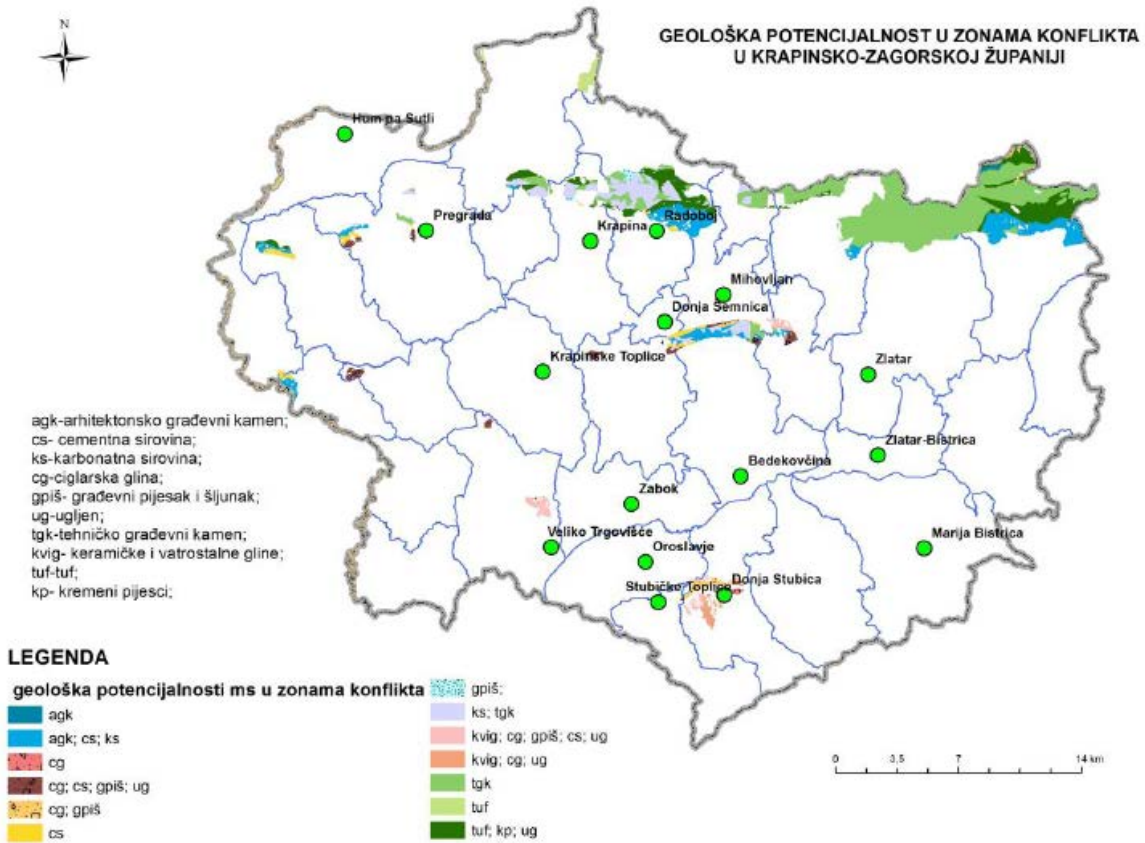 GEOLOŠKA POTENCIJALNOST U ZONAMA KONFLIKTA
U KRAPINSKO-ZAGORSKOJ ŽUPANIJI
N
Hum na Sutli
Pregrada
Krapina
Radoboj
Mihovljan
Donja Šemnica
Krapinske Toplice
Zlatar
Zlatar-Bistrica
Bedekovčina
Zabok
Veliko Trgovišće
Oroslavje
Marija Bistrica
Stubičke Toplice
Donja Stubica
agk-arhitektonsko građevni kamen;
cs- cementna sirovina;
ks-karbonatna sirovina;
cg-ciglarska glina;
gpiš- građevni pijesak i šljunak;
ug-ugljen;
tgk-tehničko građevni kamen;
kvig- keramičke i vatrostalne gline;
tuf-tuf;
kp- kremeni pijesci;
LEGENDA
geološka potencijalnosti ms u zonama konflikta
agk
agk; cs; ks
cg
cg; cs; gpiš; ug
cg; gpiš
cs
gpiš;
ks; tgk
kvig; cg; gpiš; cs; ug
kvig; cg; ug
tgk
tuf
tuf; kp; ug
0 3,5 7 14 km